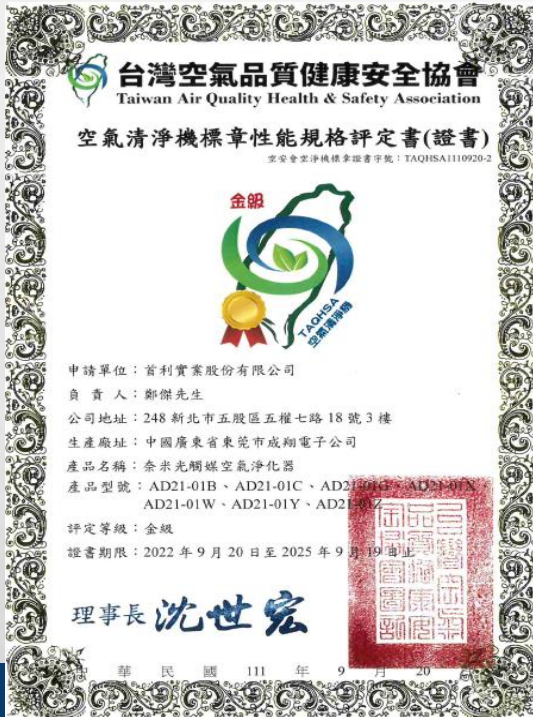 台灣空氣品質健康安全協會
Taiwan Air Quality Health & Safety Association
空氣清淨機標章性能規格評定書(證書)
空安會空淨機標章證書字號：TAQHSA1110920-2
金級
TAQHSA
空氣清淨機
申請單位：首利實業股份有限公司
負責人：鄭傑先生
公司地址：248 新北市五股區五權七路 18 號 3 樓
生產廠址：中國廣東省東莞市成翔電子公司
產品名稱：奈米光觸媒空氣淨化器
產品型號：AD21-01B、AD21-01C、AD21-01G、AD21-01X、
AD21-01W、AD21-01Y、AD21-01Z
評定等級：金級
證書期限：2022 年 9 月 20 日至 2025 年 9 月 19 日止
理事長 沈世宏
中華民國 111 年 9 月 20